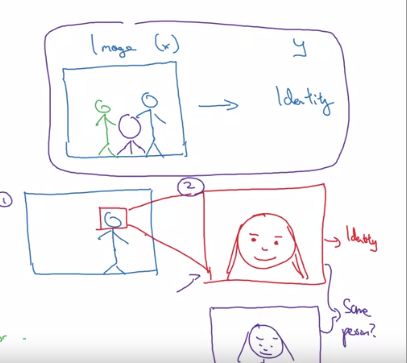 Image (x)
y
Identity
1
2
Identity
Same
person?